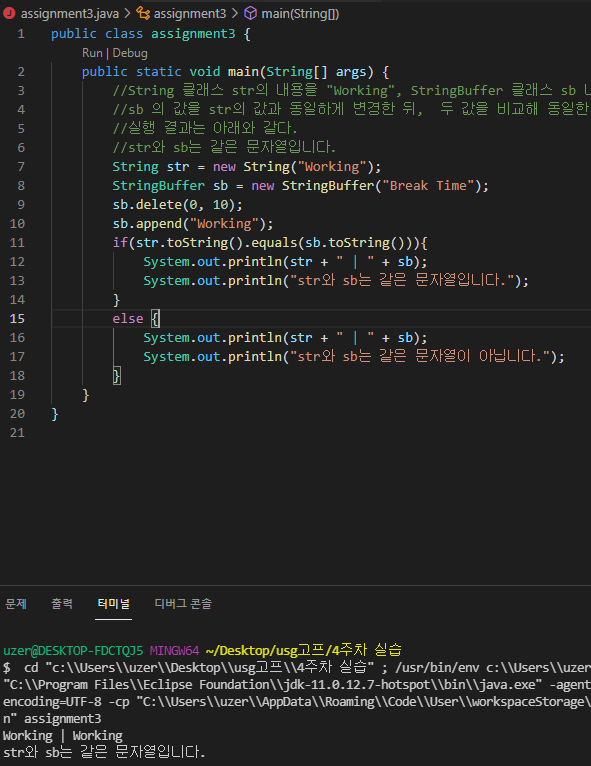 assignment3.java > assignment3 > main(String[])
1 public class assignment3 {
Run | Debug
2 public static void main(String[] args) {
3 //String 클래스 str의 내용을 "Working", StringBuffer 클래스 sb
4 //sb 의 값을 str의 값과 동일하게 변경한 뒤, 두 값을 비교해 동일한
5 //실행 결과는 아래와 같다.
6 //str와 sb는 같은 문자열입니다.
7 String str = new String("Working");
8 StringBuffer sb = new StringBuffer("Break Time");
9 sb.delete(0, 10);
10 sb.append("Working");
11 if(str.toString().equals(sb.toString())){
12 System.out.println(str + " | " + sb);
13 System.out.println("str와 sb는 같은 문자열입니다.");
14 }
15 else {
16 System.out.println(str + " | " + sb);
17 System.out.println("str와 sb는 같은 문자열이 아닙니다.");
18 }
19 }
20 }
21
문제 출력 터미널 디버그 콘솔
uzer@DESKTOP-FDCTQJ5 MINGW64 ~/Desktop/usg고프/4주차 실습
$ cd "c:\\Users\\uzer\\Desktop\\usg고프\\4주차 실습" ; /usr/bin/env c:\\Users\\uzer
"C:\\Program Files\\Eclipse Foundation\\jdk-11.0.12.7-hotspot\\bin\\java.exe" -agent
encoding=UTF-8 -cp "C:\\Users\\uzer\\AppData\\Roaming\\Code\\User\\workspaceStorage\
n" assignment3
Working | Working
str와 sb는 같은 문자열입니다.